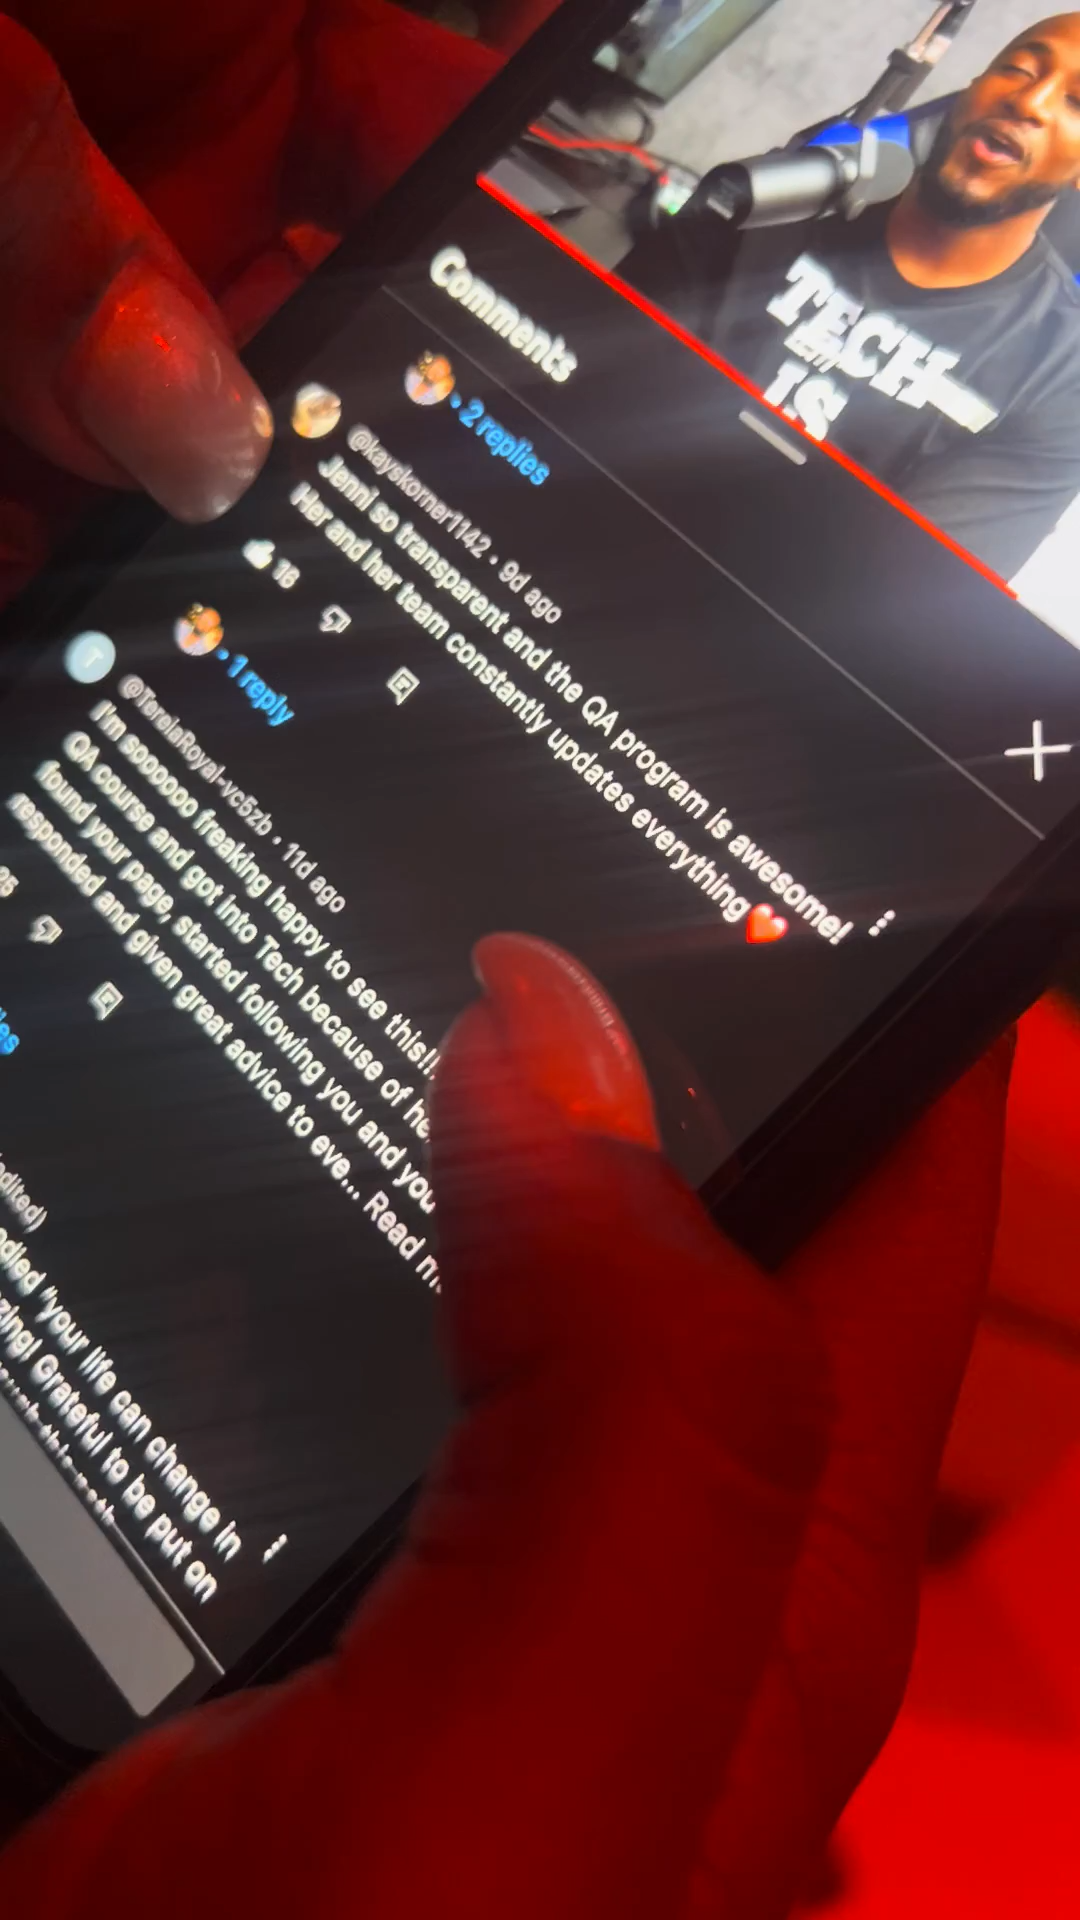 TECH
IS
Comments
2 replies
@kayskorner1142 • 9d ago
Jenni so transparent and the QA program is awesome!
Her and her team constantly updates everything❤️
16
1 reply
@TerelaRoyal-vc5zb • 11d ago
I'm soooooo freaking happy to see this!!
QA course and got into Tech because of he
found your page, started following you and you
responded and given great advice to eve... Read m
edited)
"your life can change in
Grateful to be put on